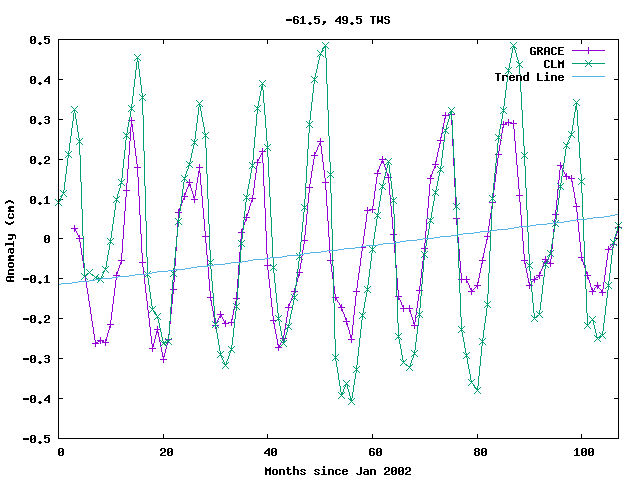 -61.5, 49.5 TWS
GRACE
CLM
Trend Line
0.5
0.4
0.3
0.2
0.1
0
-0.1
-0.2
-0.3
-0.4
-0.5
Anomaly (cm)
0 20 40 60 80 100
Months since Jan 2002